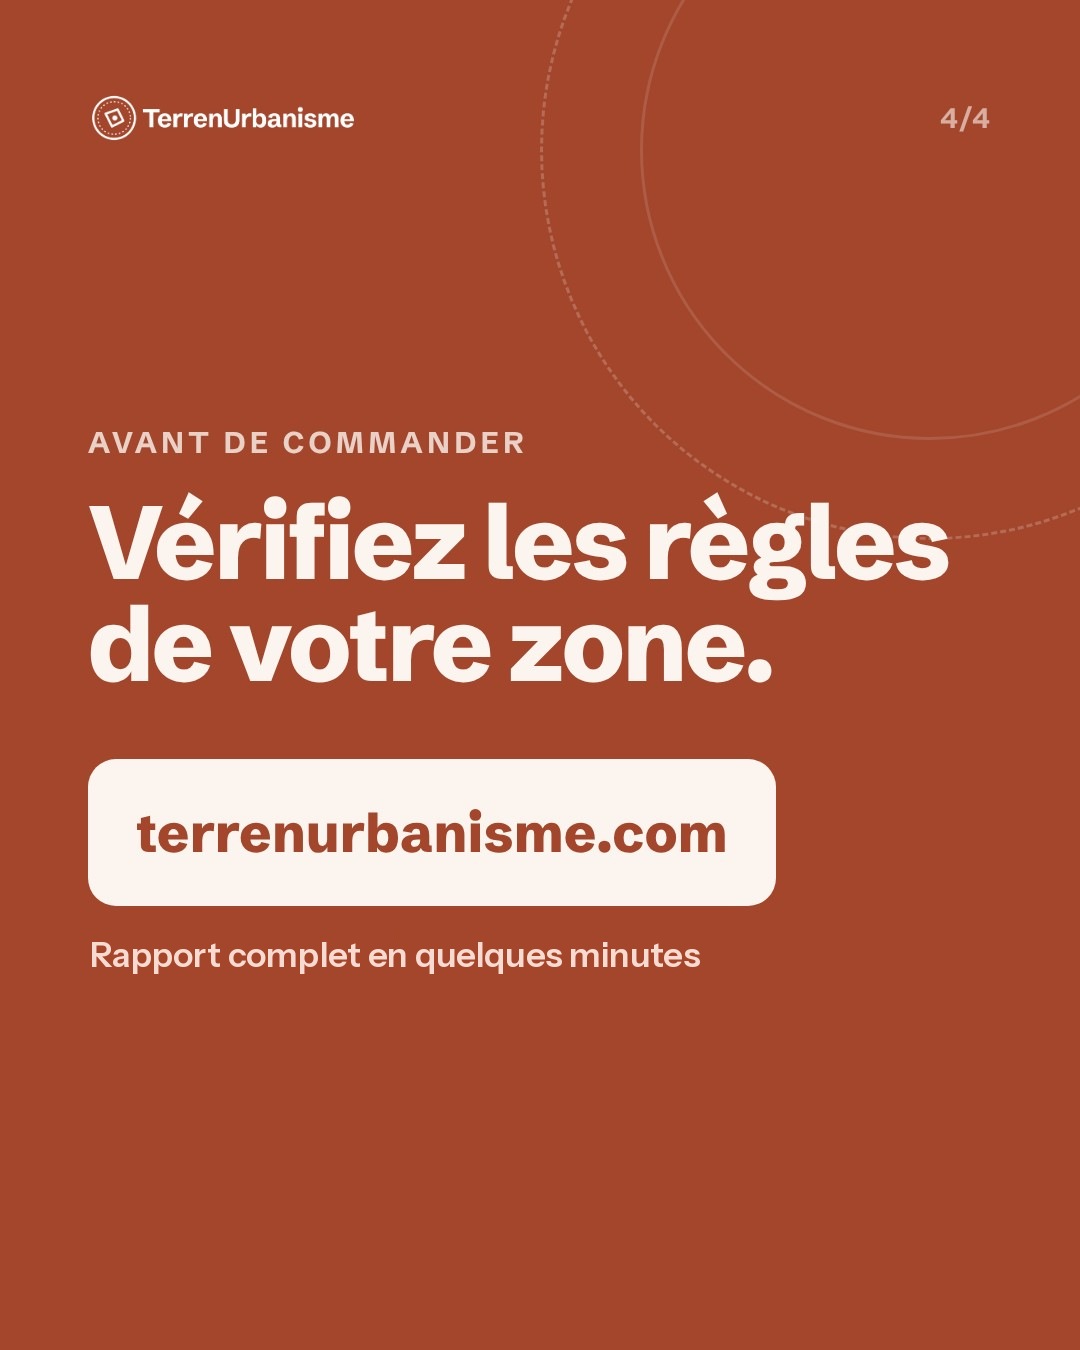 TerrenUrbanisme
4/4
AVANT DE COMMANDER
Vérifiez les règles
de votre zone.
terrenurbanisme.com
Rapport complet en quelques minutes